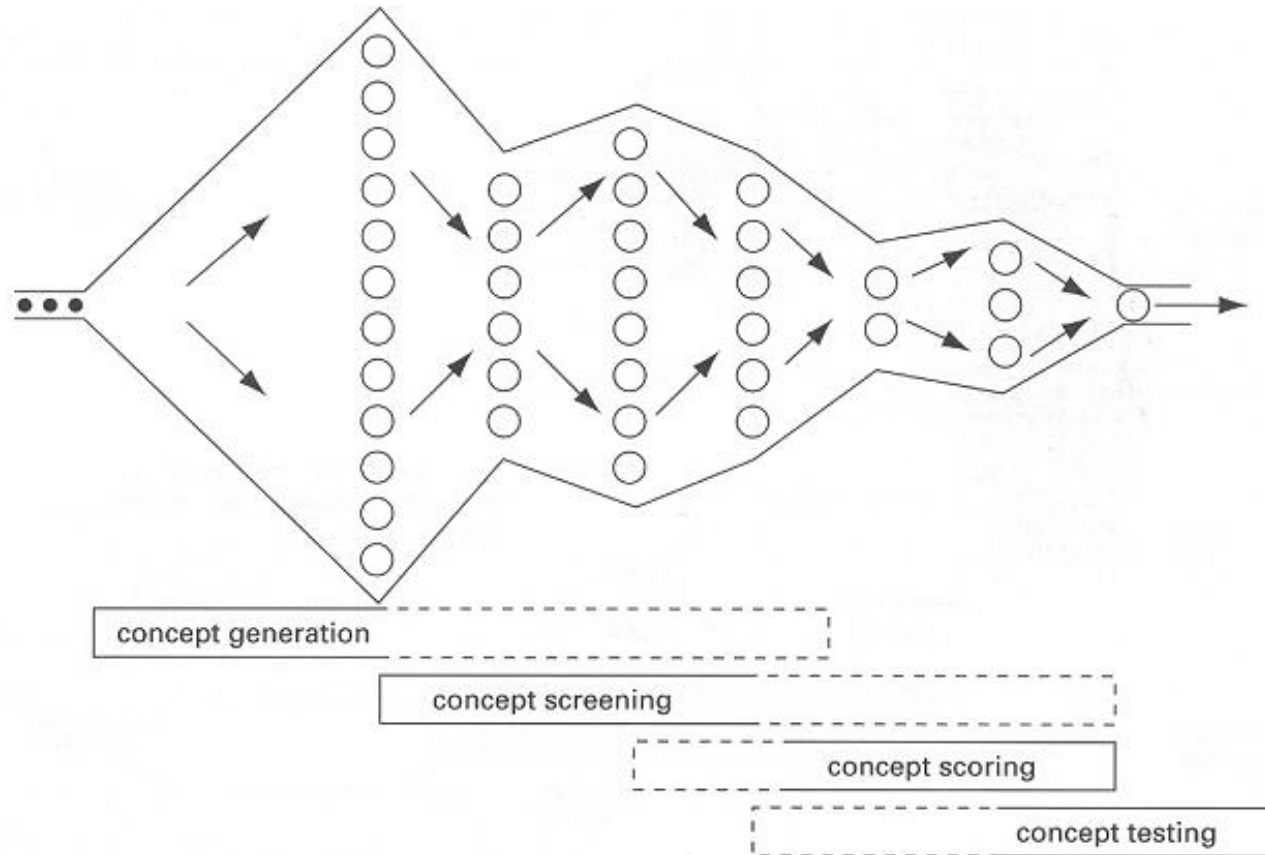 concept generation
concept screening
concept scoring
concept testing